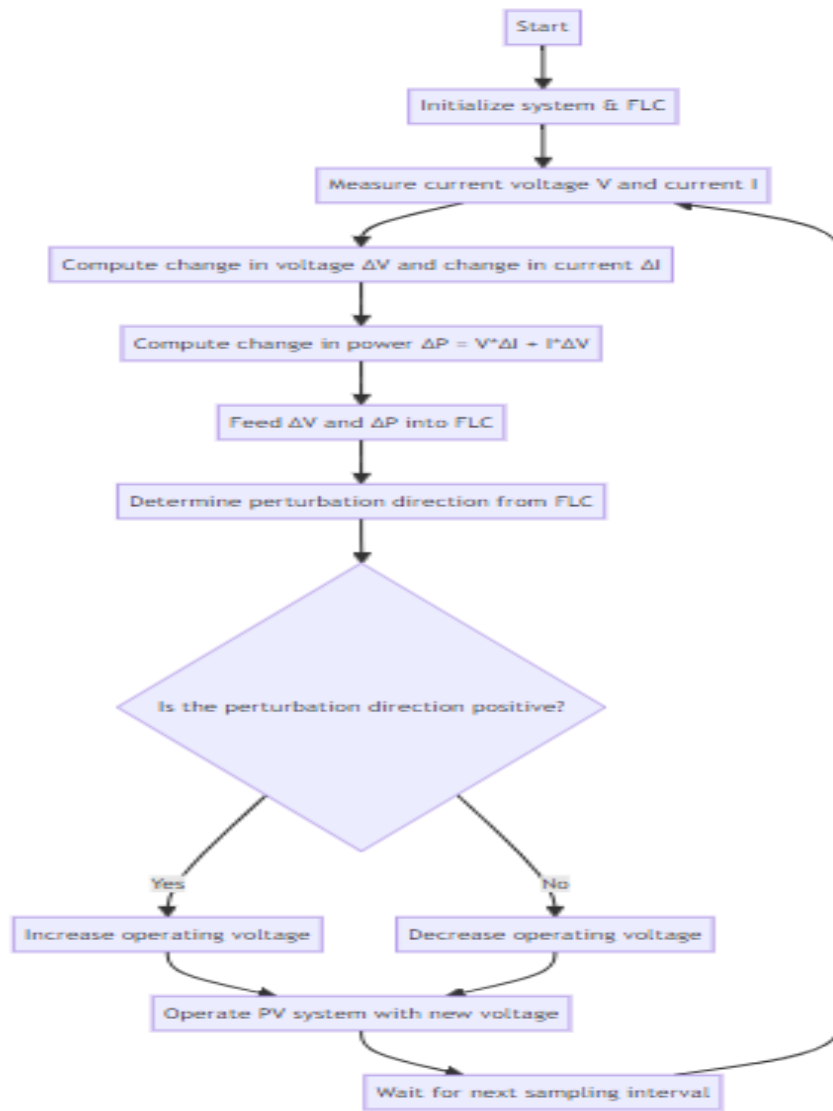 Start
Initialize system & FLC
Measure current voltage V and current I
Compute change in voltage ΔV and change in current ΔI
Compute change in power ΔP = V*ΔI + I*ΔV
Feed ΔV and ΔP into FLC
Determine perturbation direction from FLC
Is the perturbation direction positive?
Yes
No
Increase operating voltage
Decrease operating voltage
Operate PV system with new voltage
Wait for next sampling interval